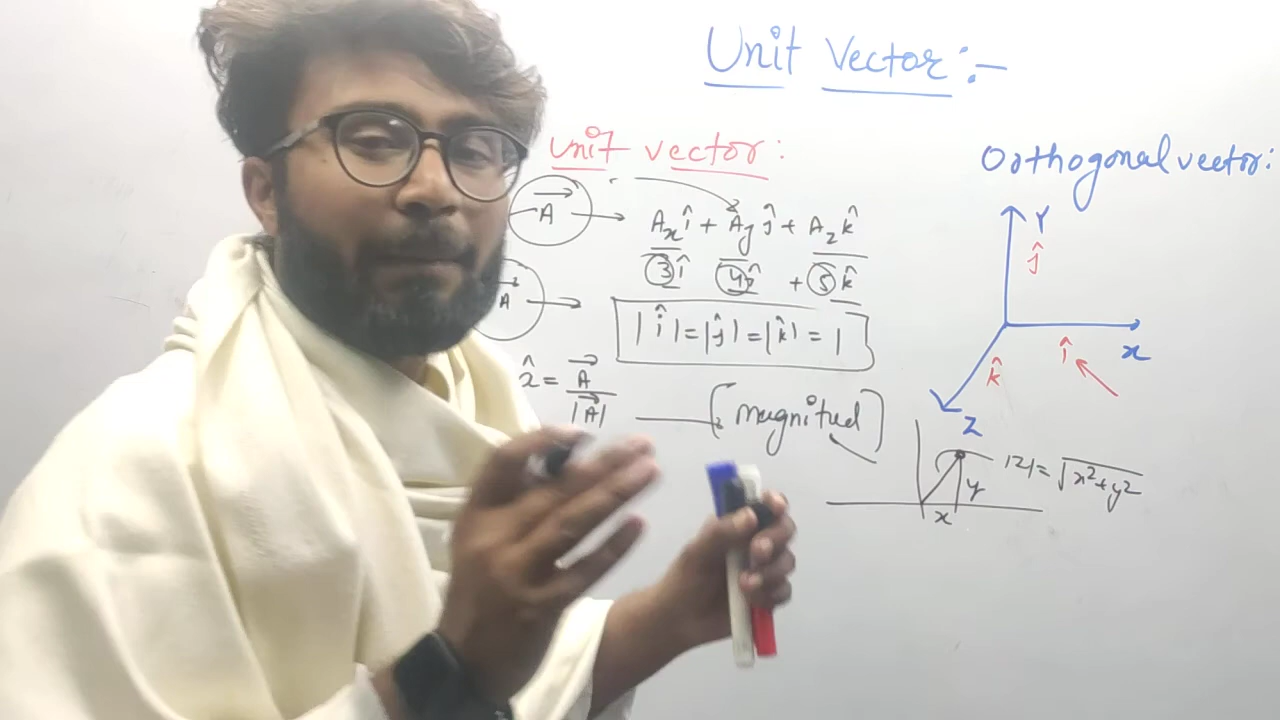 Unit Vector:-
unit vector:
A⃗ → Axî + Ayĵ + Azk̂
3î 4ĵ + 5k̂
A⃗ →
|î| = |ĵ| = |k̂| = 1
= A⃗ / |A⃗|
[magnitud]
Orthogonal vector:
Y
ĵ
x
î
k̂
Z
|z| = √x²+y²
y
x